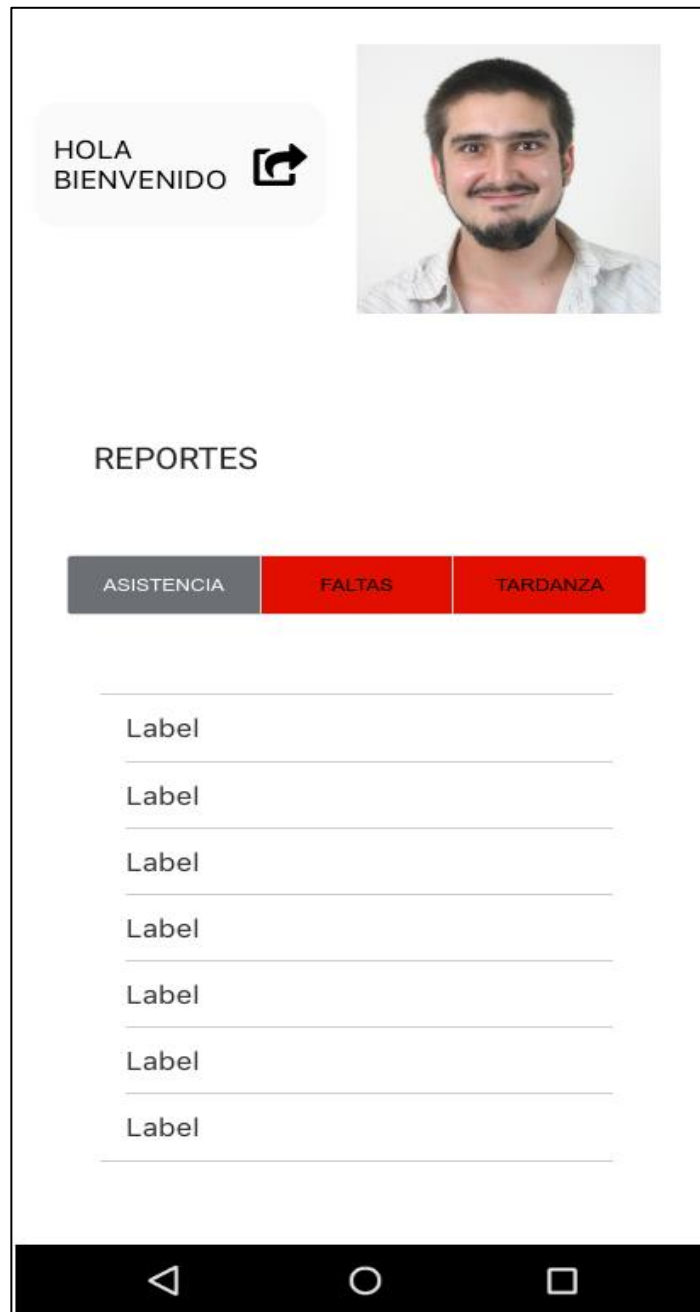 HOLA
BIENVENIDO
REPORTES
ASISTENCIA FALTAS TARDANZA
Label
Label
Label
Label
Label
Label
Label